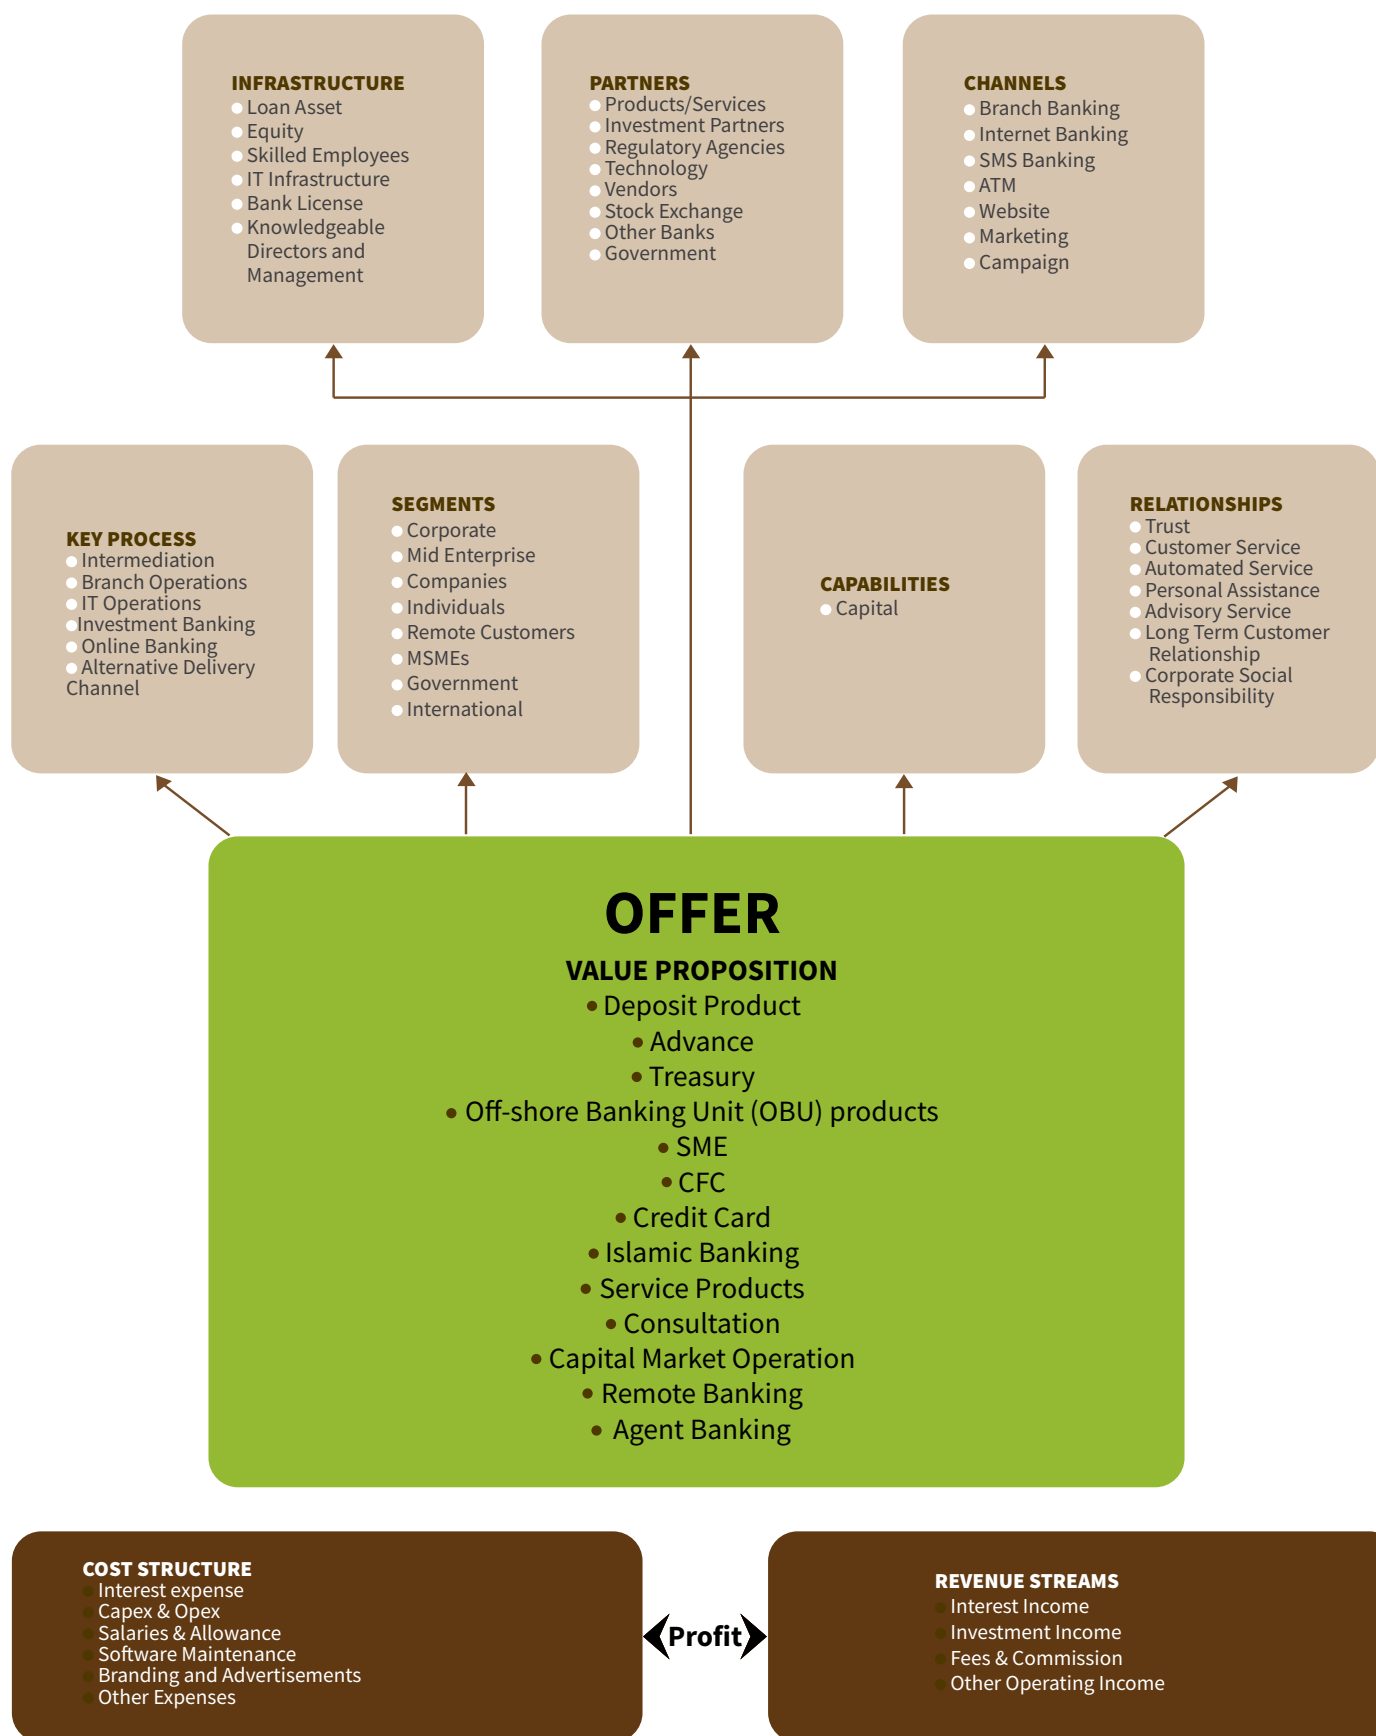 INFRASTRUCTURE
● Loan Asset
● Equity
● Skilled Employees
● IT Infrastructure
● Bank License
● Knowledgeable
Directors and
Management
PARTNERS
● Products/Services
● Investment Partners
● Regulatory Agencies
● Technology
● Vendors
● Stock Exchange
● Other Banks
● Government
CHANNELS
● Branch Banking
● Internet Banking
● SMS Banking
● ATM
● Website
● Marketing
● Campaign
KEY PROCESS
● Intermediation
● Branch Operations
● IT Operations
●Investment Banking
● Online Banking
● Alternative Delivery
Channel
SEGMENTS
● Corporate
● Mid Enterprise
● Companies
● Individuals
● Remote Customers
● MSMEs
● Government
● International
CAPABILITIES
● Capital
RELATIONSHIPS
● Trust
● Customer Service
● Automated Service
● Personal Assistance
● Advisory Service
● Long Term Customer
Relationship
● Corporate Social
Responsibility
OFFER
VALUE PROPOSITION
● Deposit Product
● Advance
● Treasury
● Off-shore Banking Unit (OBU) products
● SME
● CFC
● Credit Card
● Islamic Banking
● Service Products
● Consultation
● Capital Market Operation
● Remote Banking
● Agent Banking
COST STRUCTURE
● Interest expense
● Capex & Opex
● Salaries & Allowance
● Software Maintenance
● Branding and Advertisements
● Other Expenses
Profit
REVENUE STREAMS
● Interest Income
● Investment Income
● Fees & Commission
● Other Operating Income